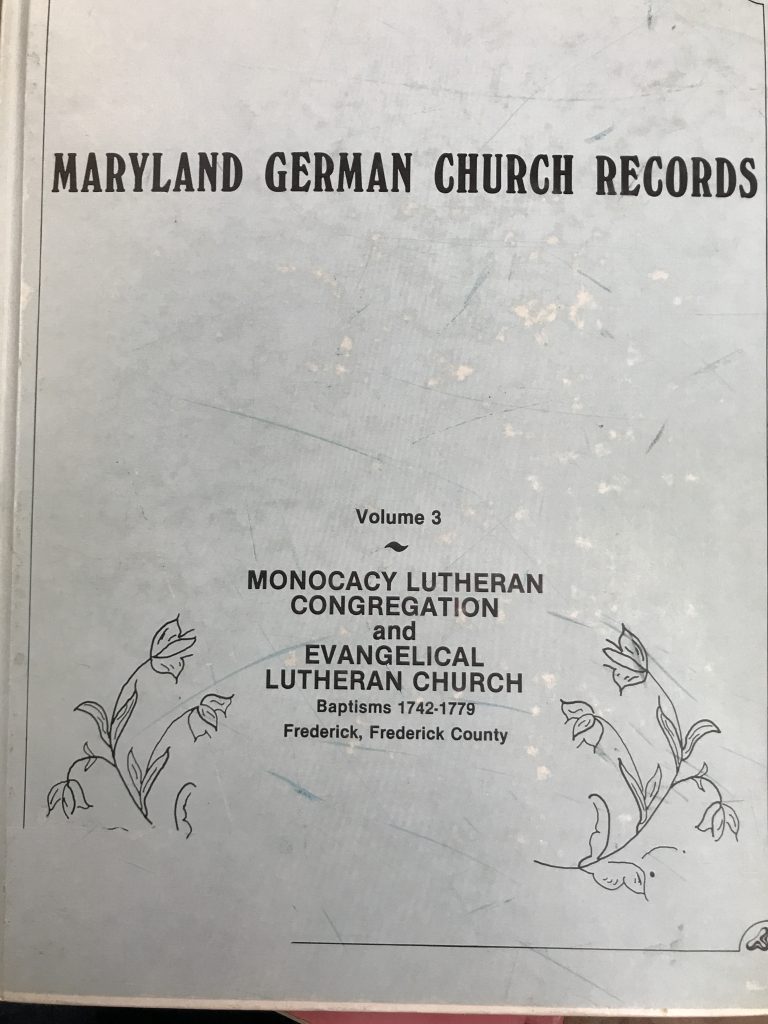 MARYLAND GERMAN CHURCH RECORDS
Volume 3
MONOCACY LUTHERAN
CONGREGATION
and
EVANGELICAL
LUTHERAN CHURCH
Baptisms 1742-1779
Frederick, Frederick County